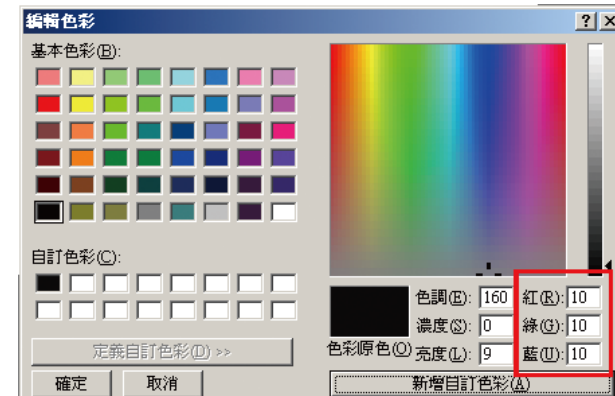 編輯色彩
基本色彩(B):
自訂色彩(C):
定義自訂色彩(D) >>
確定
取消
色調(E): 160
濃度(S): 0
亮度(L): 9
紅(R): 10
綠(G): 10
藍(U): 10
色彩|原色(O)
新增自訂色彩(A)